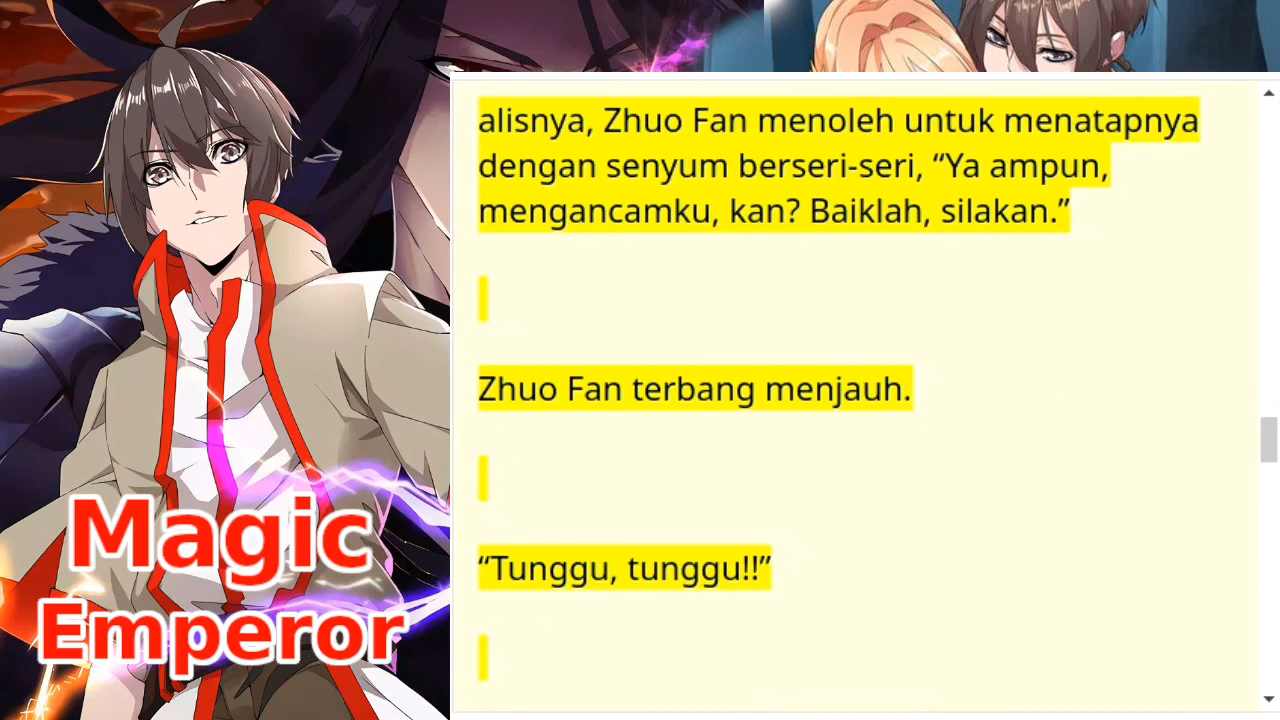 alisnya, Zhuo Fan menoleh untuk menatapnya
dengan senyum berseri-seri, “Ya ampun,
mengancamku, kan? Baiklah, silakan.”
Zhuo Fan terbang menjauh.
“Tunggu, tunggu!!”
Magic
Emperor